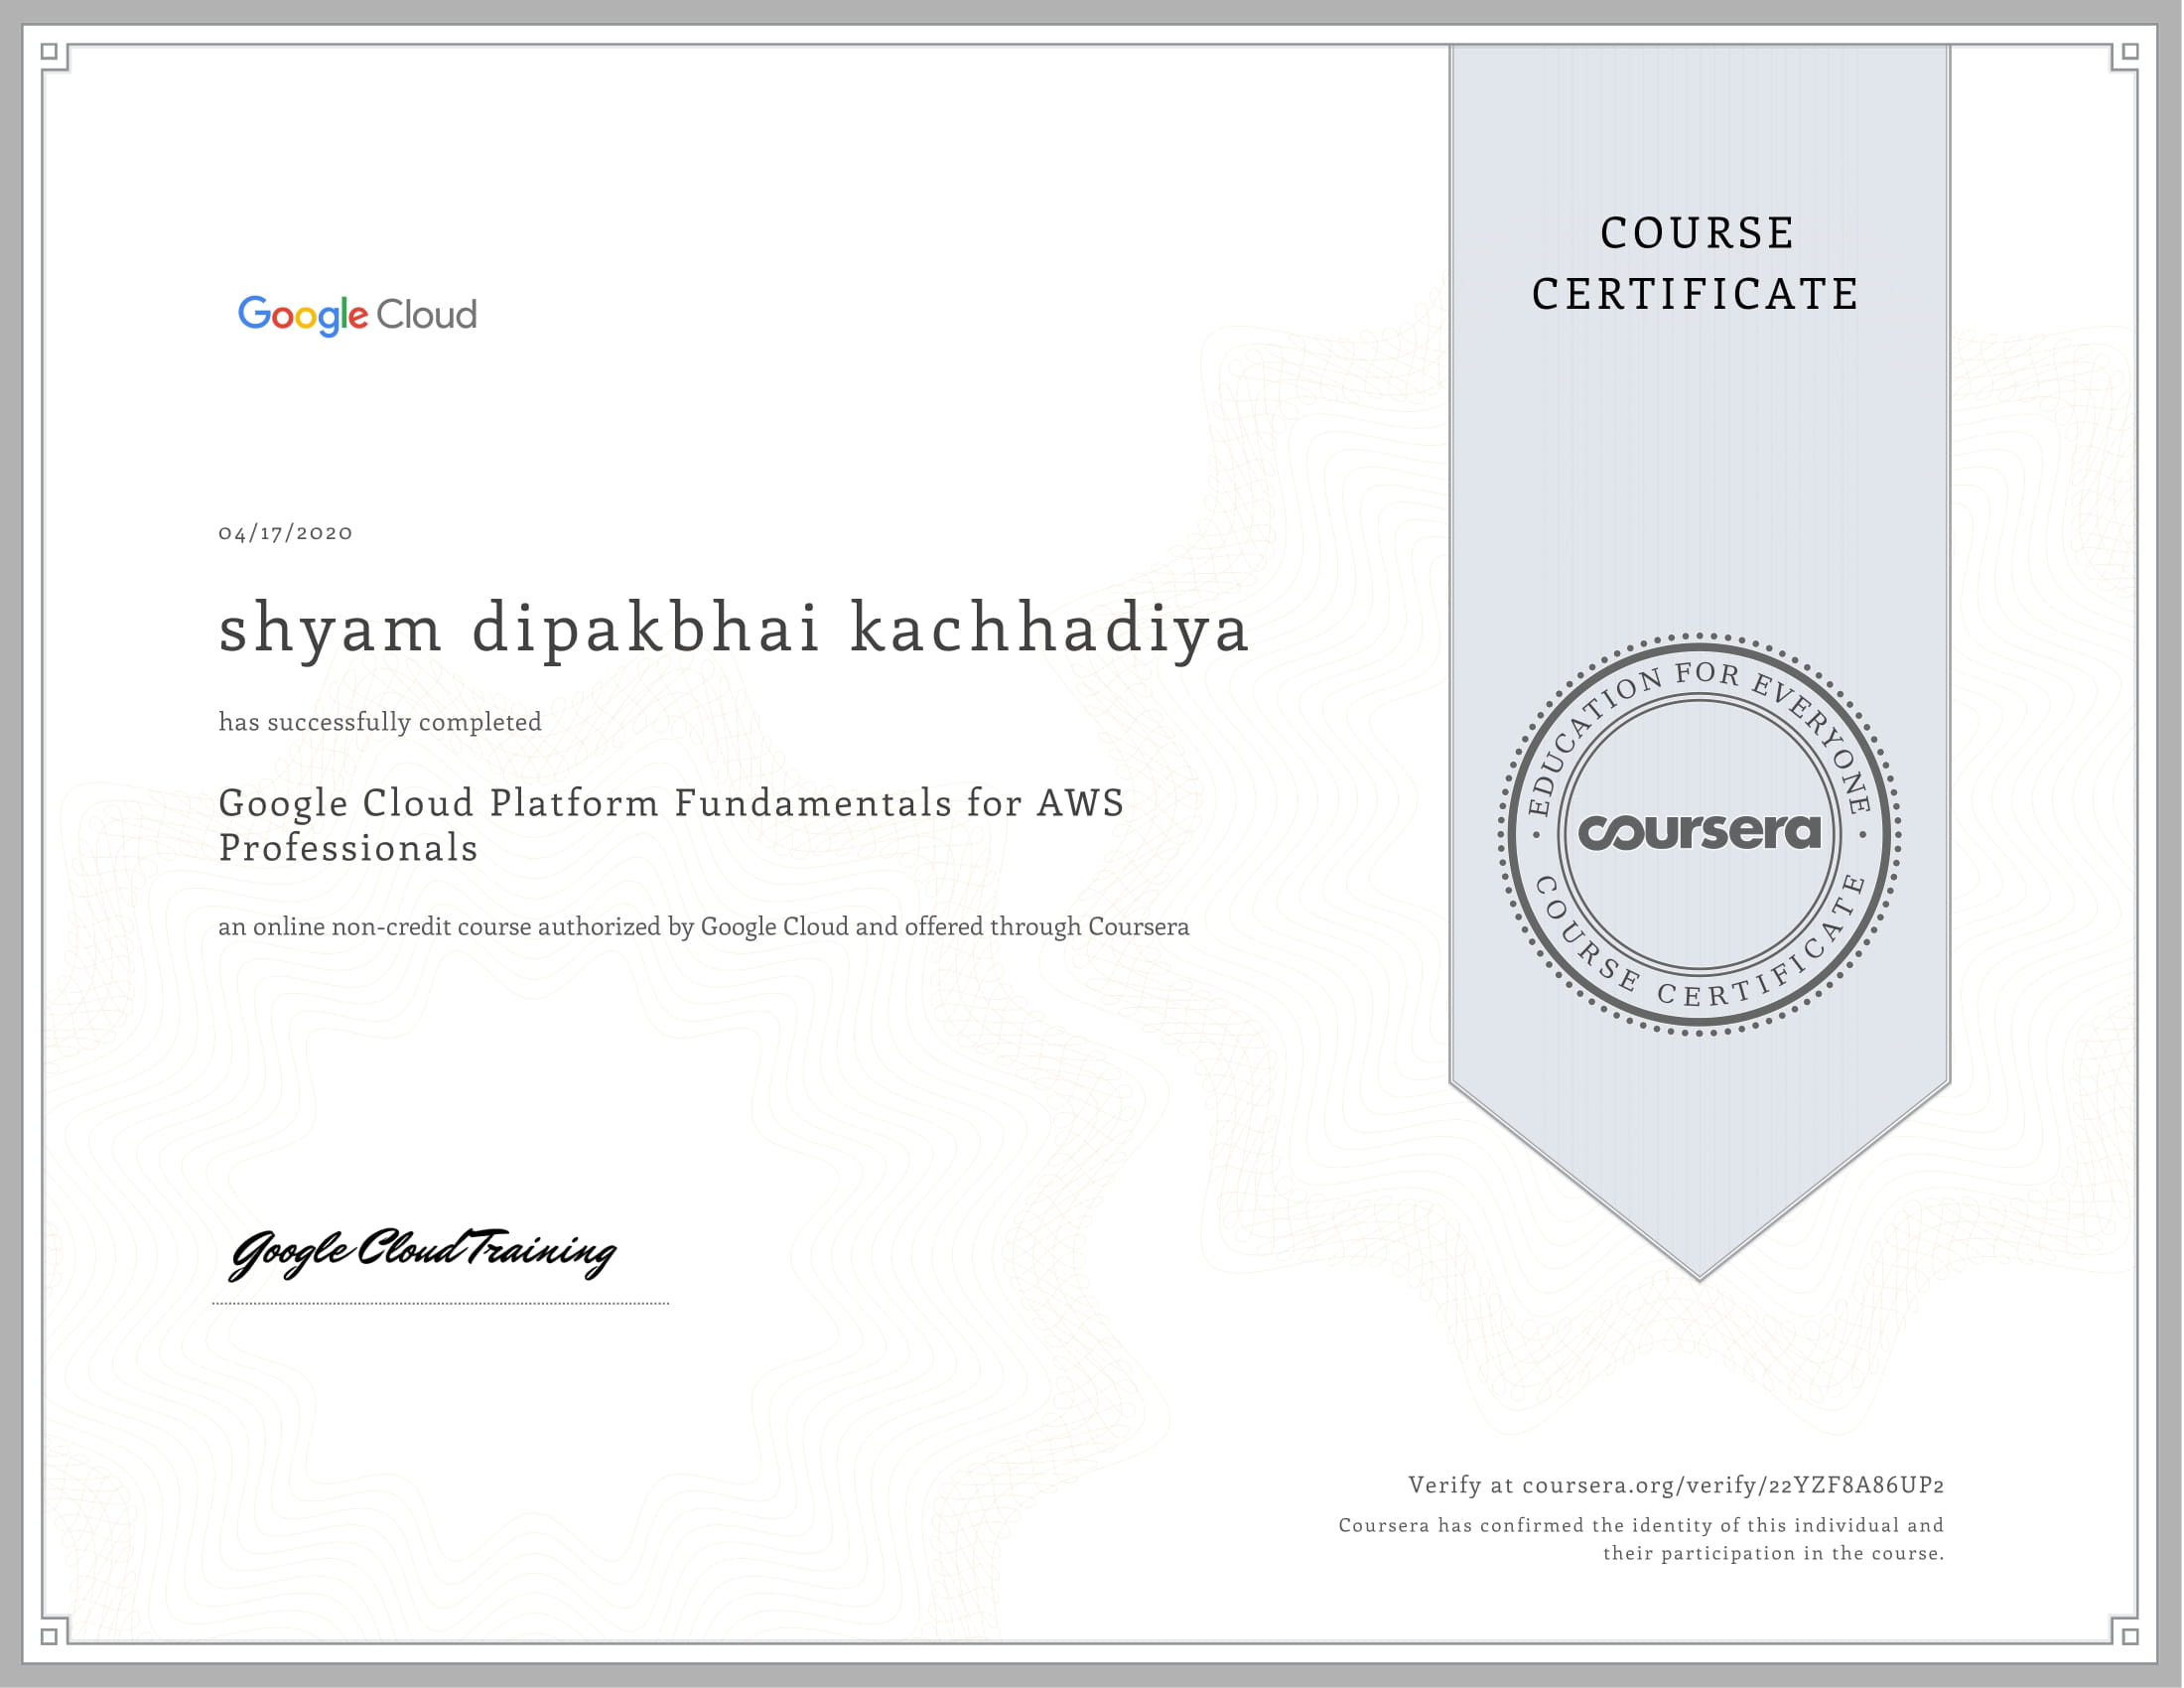 COURSE
CERTIFICATE
Google Cloud
04/17/2020
shyam dipakbhai kachhadiya
has successfully completed
Google Cloud Platform Fundamentals for AWS
Professionals
an online non-credit course authorized by Google Cloud and offered through Coursera
EDUCATION FOR EVERYONE
coursera
COURSE CERTIFICATE
Google Cloud Training
Verify at coursera.org/verify/22YZF8A86UP2
Coursera has confirmed the identity of this individual and
their participation in the course.